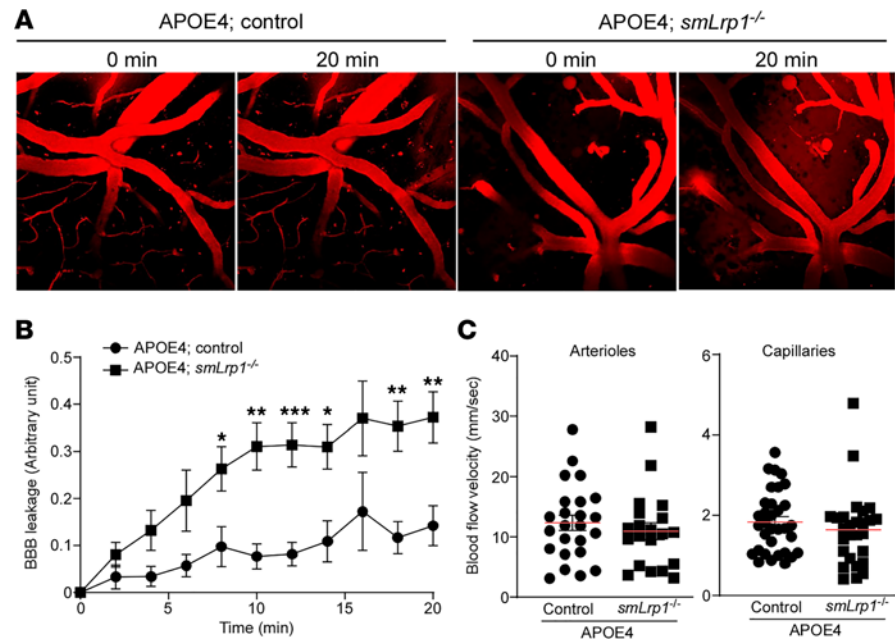 A
APOE4; control
APOE4; smLrp1-/-
0 min
20 min
0 min
20 min
B
APOE4; control
APOE4; smLrp1-/-
BBB leakage (Arbitrary unit)
0.5
0.4
0.3
0.2
0.1
0
*
**
***
*
**
**
0
5
10
15
20
Time (min)
C
Arterioles
Capillaries
Blood flow velocity (mm/sec)
40
30
20
10
0
6
4
2
0
Control
smLrp1-/-
APOE4
Control
smLrp1-/-
APOE4